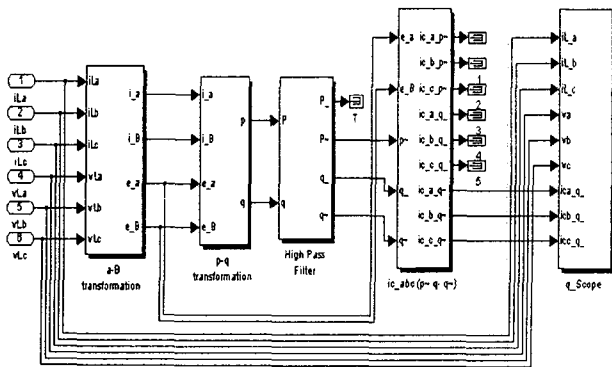 1
iLa
2
iLb
3
iLc
4
vLa
5
vLb
6
vLc
iLa
iLb
iLc
vLa
vLb
vLc
i_a
i_B
e_a
e_B
a-B
transformation
i_a
i_B
e_a
e_B
p
q
p-q
transformation
P
q
P_
P~
q_
q~
High Pass
Filter
T
e_a
e_B
p~
q_
q~
ic_a_p~
ic_b_p~
ic_c_p~
ic_a_q_
ic_b_q_
ic_c_q_
ic_a_q~
ic_b_q~
ic_c_q~
ic_abc (p~ q- q~)
1
2
3
4
5
iL_a
iL_b
iL_c
va
vb
vc
ica_q_
icb_q_
icc_q_
q_Scope